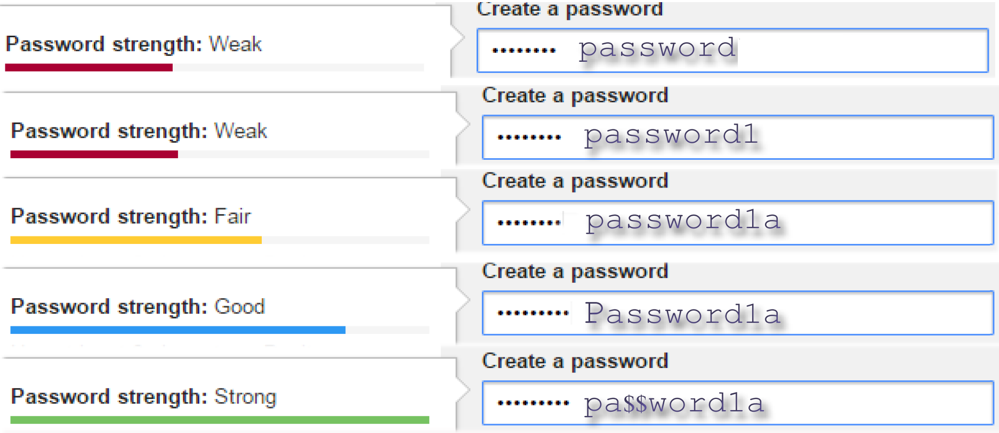 Create a password
Password strength: Weak
•••••••• password
Create a password
Password strength: Weak
•••••••• password1
Create a password
Password strength: Fair
•••••••• password1a
Create a password
Password strength: Good
••••••••• Password1a
Create a password
Password strength: Strong
••••••••• pa$$word1a